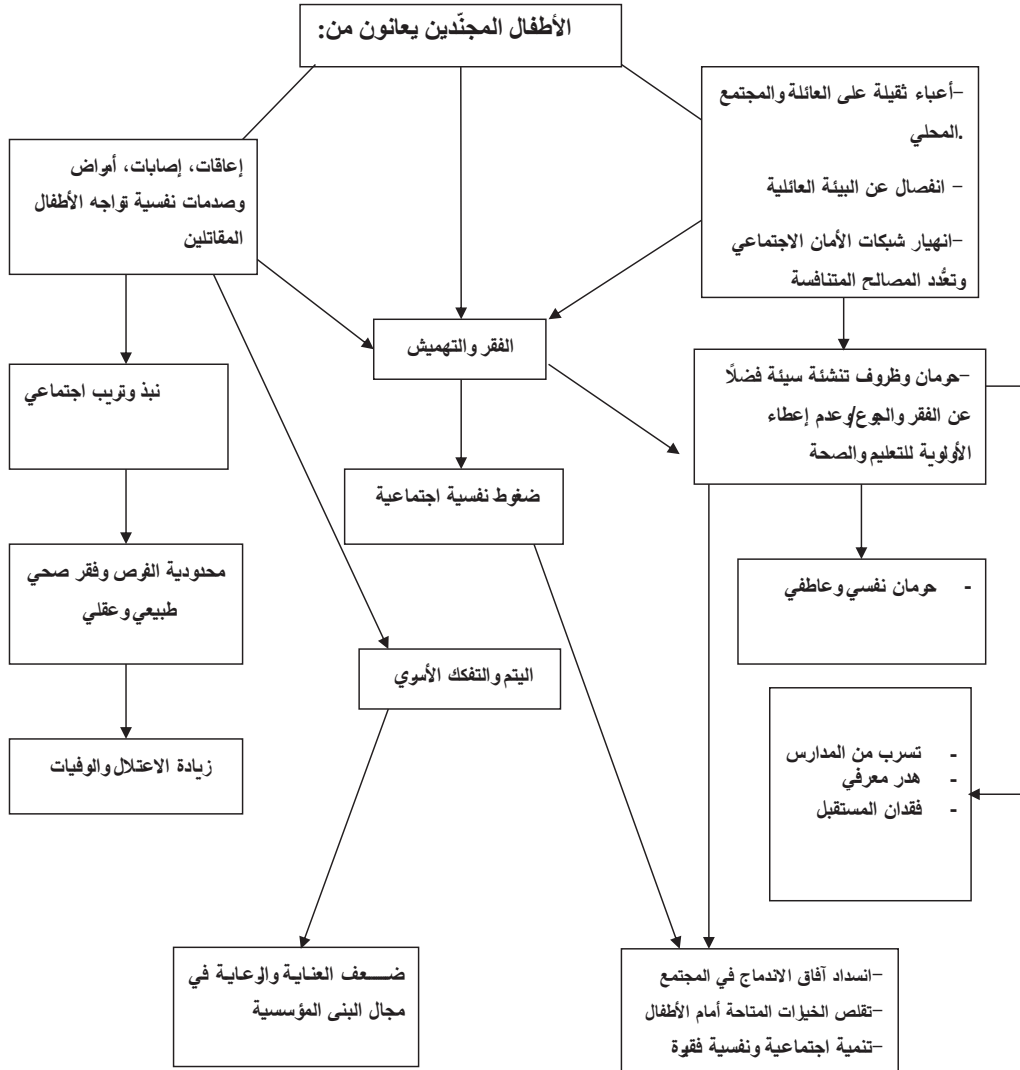 الأطفال المجنّدين يعانون من:
–أعباء ثقيلة على العائلة والمجتمع
المحلي.
– انفصال عن البيئة العائلية
–انهيار شبكات الأمان الاجتماعي
وتعُّدد المصالح المتنافسة
إعاقات، إصابات، أمراض
وصدمات نفسية تواجه الأطفال
المقاتلين
الفقر والتهميش
–حرمان وظروف تنشئة سيئة فضلًا
عن الفقر والجوع/وعدم إعطاء
الأولوية للتعليم والصحة
نبذ وتريب اجتماعي
ضغوط نفسية اجتماعية
محدودية الفرص وفقر صحي
طبيعي وعقلي
- حرمان نفسي وعاطفي
اليتم والتفكك الأسري
- تسرب من المدارس
- هدر معرفي
- فقدان المستقبل
زيادة الاعتلال والوفيات
ضعف العناية والرعاية في
مجال البنى المؤسسية
–انسداد آفاق الاندماج في المجتمع
–تقلص الخيارات المتاحة أمام الأطفال
–تنمية اجتماعية ونفسية فقيرة